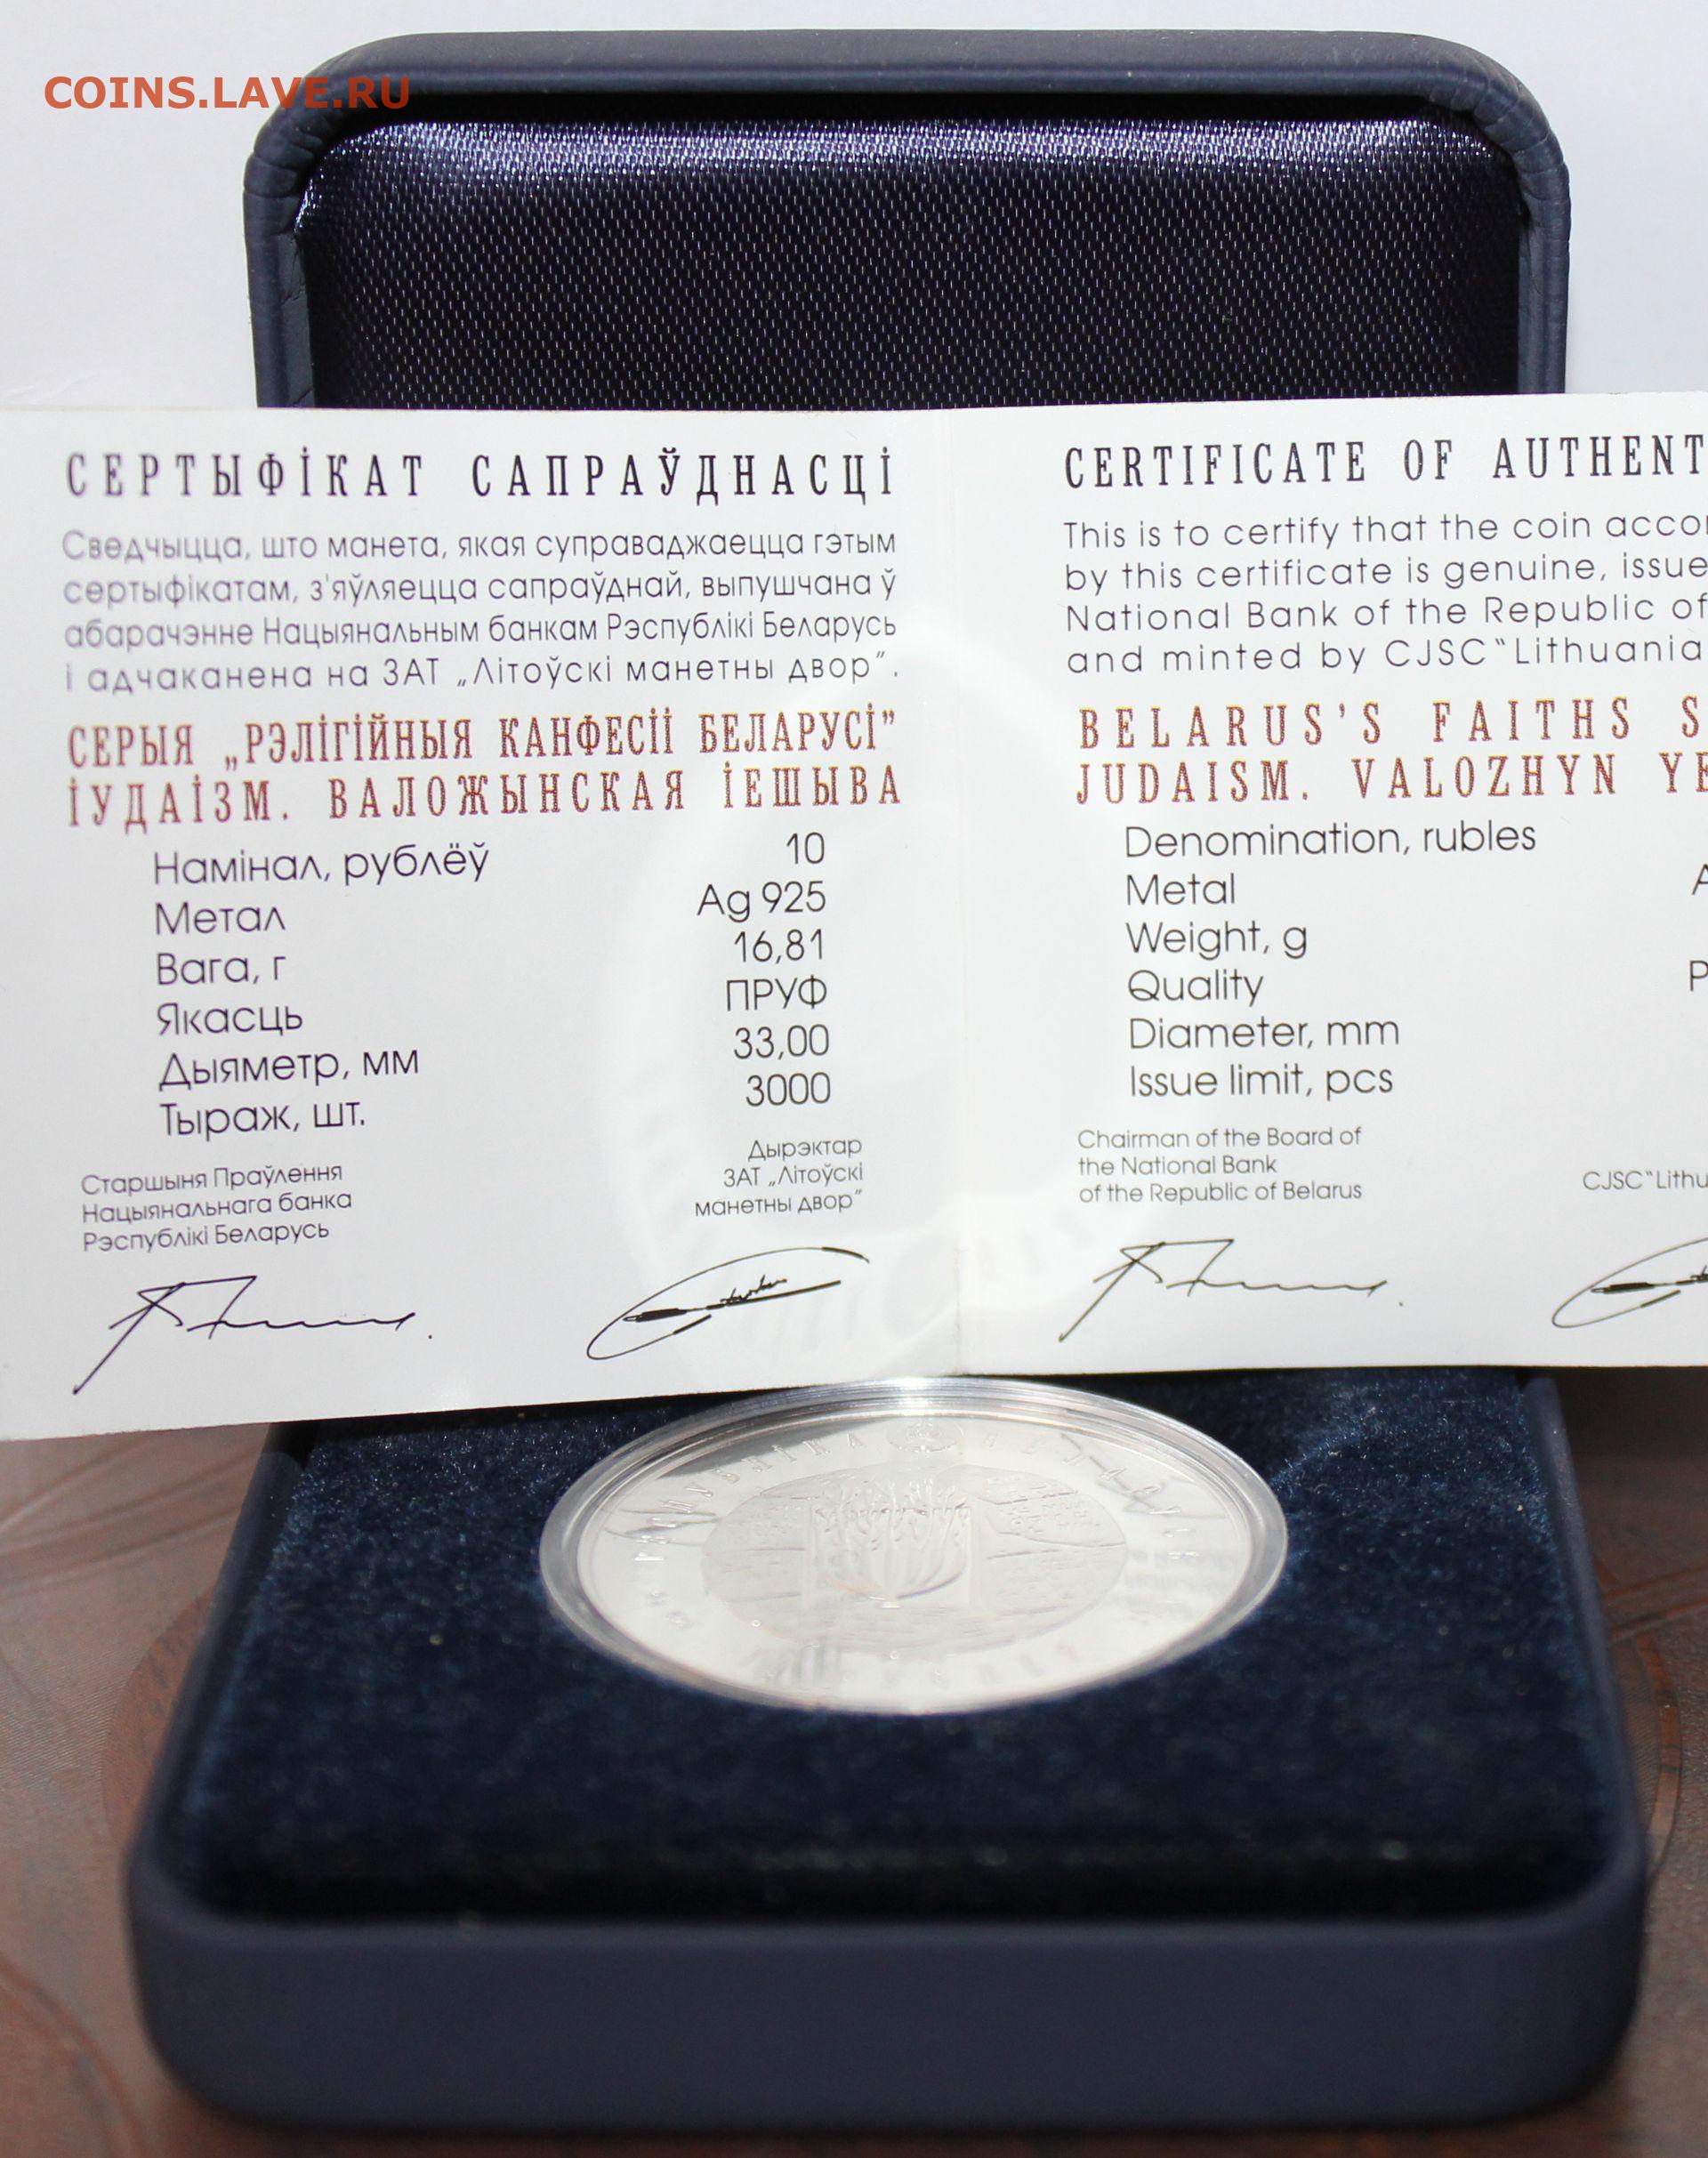 COINS.LAVE.RU
СЕРТЫФІКАТ САПРАЎДНАСЦІ
Сведчыцца, што манета, якая суправаджаецца гэтым
сертыфікатам, з'яўляецца сапраўднай, выпушчана ў
абарачэнне Нацыянальным банкам Рэспублікі Беларусь
і адчаканена на ЗАТ „Літоўскі манетны двор”.
СЕРЫЯ „РЭЛІГІЙНЫЯ КАНФЕСІІ БЕЛАРУСІ”
ІУДАІЗМ. ВАЛОЖЫНСКАЯ ІЕШЫВА
Намінал, рублёў 10
Метал Ag 925
Вага, г 16,81
Якасць ПРУФ
Дыяметр, мм 33,00
Тыраж, шт. 3000
Старшыня Праўлення
Нацыянальнага банка
Рэспублікі Беларусь
Дырэктар
ЗАТ „Літоўскі
манетны двор”
CERTIFICATE OF AUTHENT
This is to certify that the coin acco
by this certificate is genuine, issue
National Bank of the Republic of
and minted by CJSC “Lithuania
BELARUS’S FAITHS S
JUDAISM. VALOZHYN YE
Denomination, rubles
Metal A
Weight, g
Quality P
Diameter, mm
Issue limit, pcs
Chairman of the Board of
the National Bank
of the Republic of Belarus
CJSC “Lithu